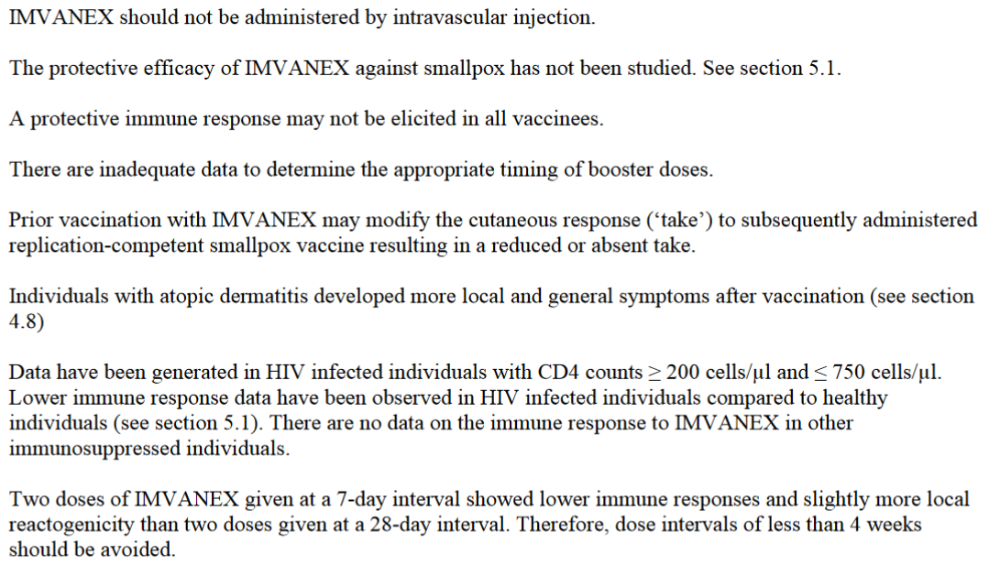 IMVANEX should not be administered by intravascular injection.
The protective efficacy of IMVANEX against smallpox has not been studied. See section 5.1.
A protective immune response may not be elicited in all vaccinees.
There are inadequate data to determine the appropriate timing of booster doses.
Prior vaccination with IMVANEX may modify the cutaneous response (‘take’) to subsequently administered
replication-competent smallpox vaccine resulting in a reduced or absent take.
Individuals with atopic dermatitis developed more local and general symptoms after vaccination (see section
4.8)
Data have been generated in HIV infected individuals with CD4 counts ≥ 200 cells/µl and ≤ 750 cells/µl.
Lower immune response data have been observed in HIV infected individuals compared to healthy
individuals (see section 5.1). There are no data on the immune response to IMVANEX in other
immunosuppressed individuals.
Two doses of IMVANEX given at a 7-day interval showed lower immune responses and slightly more local
reactogenicity than two doses given at a 28-day interval. Therefore, dose intervals of less than 4 weeks
should be avoided.